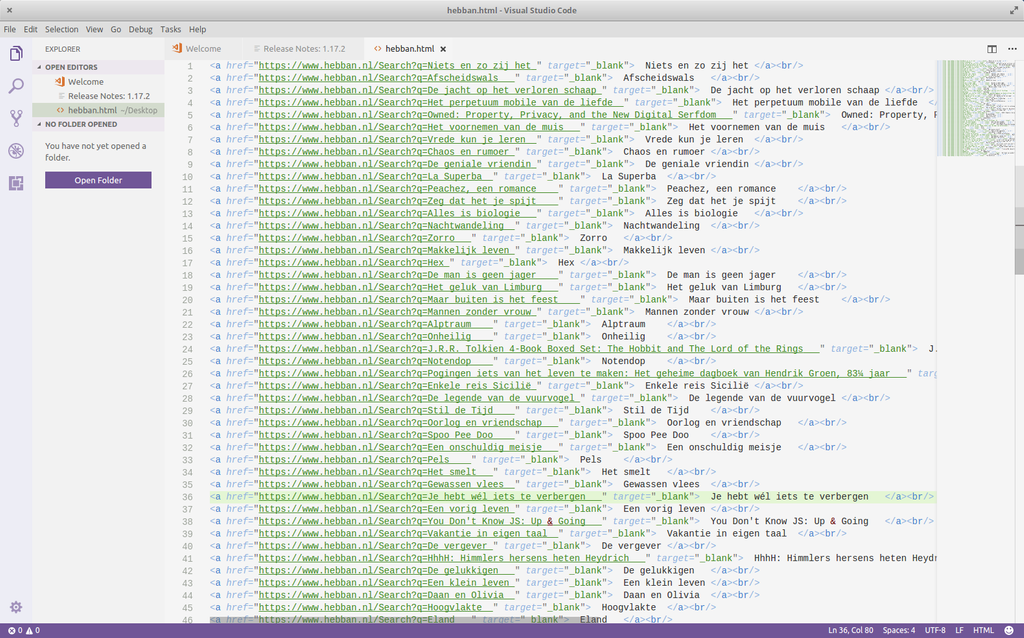 hebban.html - Visual Studio Code
File Edit Selection View Go Debug Tasks Help
EXPLORER
OPEN EDITORS
Welcome
Release Notes: 1.17.2
hebban.html ~/Desktop
NO FOLDER OPENED
You have not yet opened a
folder.
Open Folder
Welcome Release Notes: 1.17.2 hebban.html
1 <a href="https://www.hebban.nl/Search?q=Niets en zo zij het " target="_blank"> Niets en zo zij het </a><br/>
2 <a href="https://www.hebban.nl/Search?q=Afscheidswals   " target="_blank"> Afscheidswals </a><br/>
3 <a href="https://www.hebban.nl/Search?q=De jacht op het verloren schaap " target="_blank"> De jacht op het verloren schaap </a><br/>
4 <a href="https://www.hebban.nl/Search?q=Het perpetuum mobile van de liefde  " target="_blank"> Het perpetuum mobile van de liefde <
5 <a href="https://www.hebban.nl/Search?q=Owned: Property, Privacy, and the New Digital Serfdom   " target="_blank"> Owned: Property, P
6 <a href="https://www.hebban.nl/Search?q=Het voornemen van de muis   " target="_blank"> Het voornemen van de muis </a><br/>
7 <a href="https://www.hebban.nl/Search?q=Vrede kun je leren  " target="_blank"> Vrede kun je leren </a><br/>
8 <a href="https://www.hebban.nl/Search?q=Chaos en rumoer " target="_blank"> Chaos en rumoer </a><br/>
9 <a href="https://www.hebban.nl/Search?q=De geniale vriendin " target="_blank"> De geniale vriendin </a><br/>
10 <a href="https://www.hebban.nl/Search?q=La Superba  " target="_blank"> La Superba </a><br/>
11 <a href="https://www.hebban.nl/Search?q=Peachez, een romance    " target="_blank"> Peachez, een romance </a><br/>
12 <a href="https://www.hebban.nl/Search?q=Zeg dat het je spijt    " target="_blank"> Zeg dat het je spijt </a><br/>
13 <a href="https://www.hebban.nl/Search?q=Alles is biologie   " target="_blank"> Alles is biologie </a><br/>
14 <a href="https://www.hebban.nl/Search?q=Nachtwandeling  " target="_blank"> Nachtwandeling </a><br/>
15 <a href="https://www.hebban.nl/Search?q=Zorro   " target="_blank"> Zorro </a><br/>
16 <a href="https://www.hebban.nl/Search?q=Makkelijk leven " target="_blank"> Makkelijk leven </a><br/>
17 <a href="https://www.hebban.nl/Search?q=Hex " target="_blank"> Hex </a><br/>
18 <a href="https://www.hebban.nl/Search?q=De man is geen jager    " target="_blank"> De man is geen jager </a><br/>
19 <a href="https://www.hebban.nl/Search?q=Het geluk van Limburg   " target="_blank"> Het geluk van Limburg </a><br/>
20 <a href="https://www.hebban.nl/Search?q=Maar buiten is het feest    " target="_blank"> Maar buiten is het feest </a><br/>
21 <a href="https://www.hebban.nl/Search?q=Mannen zonder vrouw " target="_blank"> Mannen zonder vrouw </a><br/>
22 <a href="https://www.hebban.nl/Search?q=Alptraum    " target="_blank"> Alptraum </a><br/>
23 <a href="https://www.hebban.nl/Search?q=Onheilig    " target="_blank"> Onheilig </a><br/>
24 <a href="https://www.hebban.nl/Search?q=J.R.R. Tolkien 4-Book Boxed Set: The Hobbit and The Lord of the Rings   " target="_blank"> J.
25 <a href="https://www.hebban.nl/Search?q=Notendop    " target="_blank"> Notendop </a><br/>
26 <a href="https://www.hebban.nl/Search?q=Pogingen iets van het leven te maken: Het geheime dagboek van Hendrik Groen, 83¼ jaar   " targ
27 <a href="https://www.hebban.nl/Search?q=Enkele reis Sicilië " target="_blank"> Enkele reis Sicilië </a><br/>
28 <a href="https://www.hebban.nl/Search?q=De legende van de vuurvogel " target="_blank"> De legende van de vuurvogel </a><br/>
29 <a href="https://www.hebban.nl/Search?q=Stil de Tijd    " target="_blank"> Stil de Tijd </a><br/>
30 <a href="https://www.hebban.nl/Search?q=Oorlog en vriendschap   " target="_blank"> Oorlog en vriendschap </a><br/>
31 <a href="https://www.hebban.nl/Search?q=Spoo Pee Doo    " target="_blank"> Spoo Pee Doo </a><br/>
32 <a href="https://www.hebban.nl/Search?q=Een onschuldig meisje   " target="_blank"> Een onschuldig meisje </a><br/>
33 <a href="https://www.hebban.nl/Search?q=Pels    " target="_blank"> Pels </a><br/>
34 <a href="https://www.hebban.nl/Search?q=Het smelt   " target="_blank"> Het smelt </a><br/>
35 <a href="https://www.hebban.nl/Search?q=Gewassen vlees  " target="_blank"> Gewassen vlees </a><br/>
36 <a href="https://www.hebban.nl/Search?q=Je hebt wél iets te verbergen   " target="_blank"> Je hebt wél iets te verbergen </a><br/>
37 <a href="https://www.hebban.nl/Search?q=Een vorig leven " target="_blank"> Een vorig leven </a><br/>
38 <a href="https://www.hebban.nl/Search?q=You Don't Know JS: Up & Going   " target="_blank"> You Don't Know JS: Up & Going </a><br/>
39 <a href="https://www.hebban.nl/Search?q=Vakantie in eigen taal  " target="_blank"> Vakantie in eigen taal </a><br/>
40 <a href="https://www.hebban.nl/Search?q=De vergever " target="_blank"> De vergever </a><br/>
41 <a href="https://www.hebban.nl/Search?q=HhhH: Himmlers hersens heten Heydrich   " target="_blank"> HhhH: Himmlers hersens heten Heydr
42 <a href="https://www.hebban.nl/Search?q=De gelukkigen   " target="_blank"> De gelukkigen </a><br/>
43 <a href="https://www.hebban.nl/Search?q=Een klein leven " target="_blank"> Een klein leven </a><br/>
44 <a href="https://www.hebban.nl/Search?q=Daan en Olivia  " target="_blank"> Daan en Olivia </a><br/>
45 <a href="https://www.hebban.nl/Search?q=Hoogvlakte  " target="_blank"> Hoogvlakte </a><br/>
46 <a href="https://www.hebban.nl/Search?q=Eland   " target="_blank"> Eland </a><br/>
0 0 Ln 36, Col 80 Spaces: 4 UTF-8 LF HTML